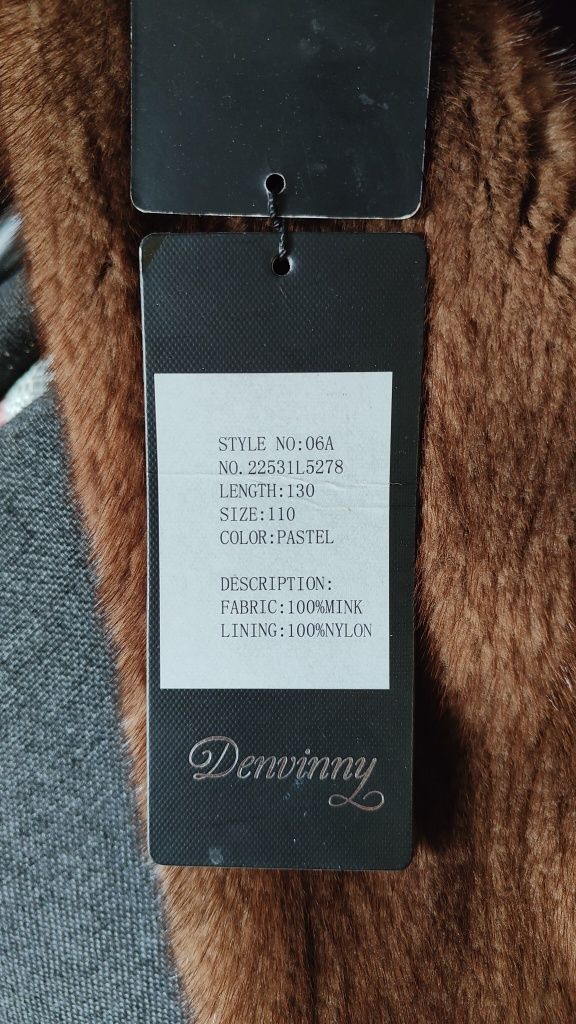 STYLE NO:06A
NO.22531L5278
LENGTH:130
SIZE:110
COLOR:PASTEL
DESCRIPTION:
FABRIC:100%MINK
LINING:100%NYLON
Denvinny